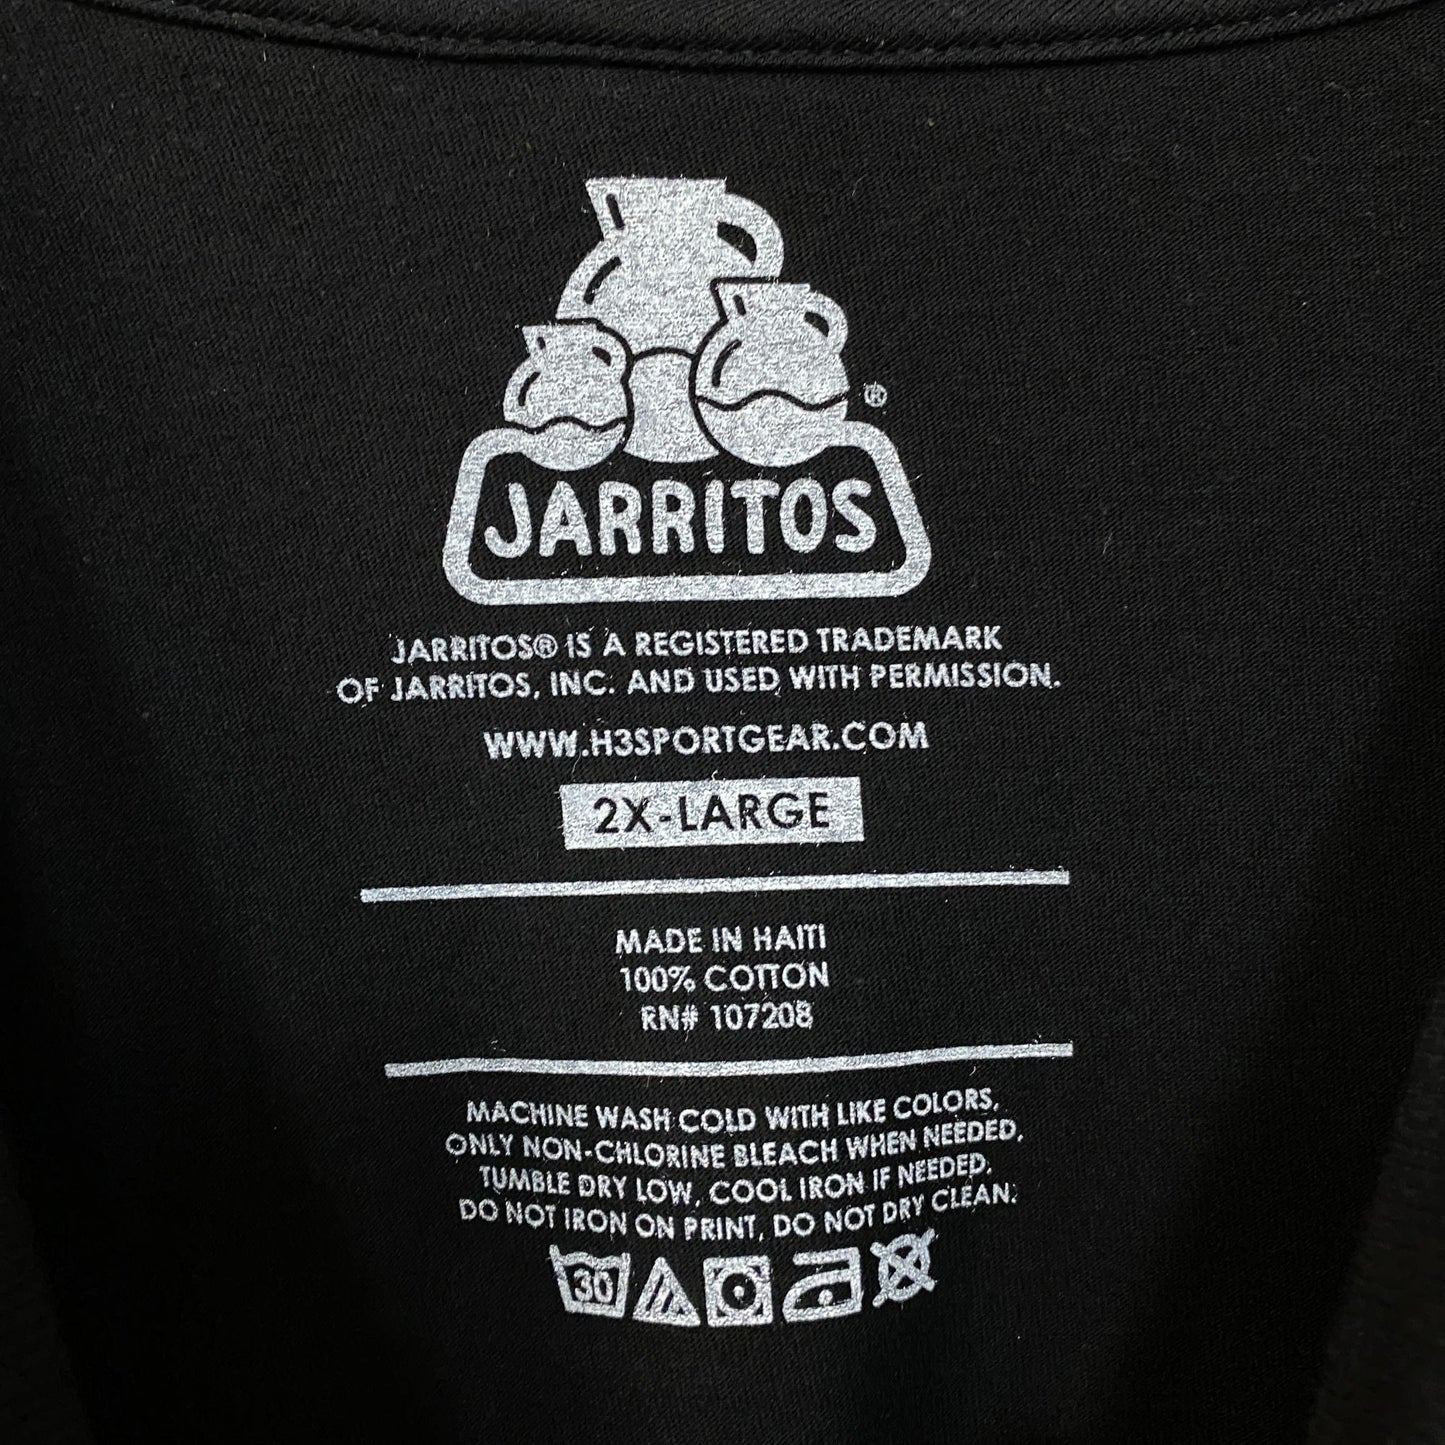 ®
JARRITOS
JARRITOS® IS A REGISTERED TRADEMARK
OF JARRITOS, INC. AND USED WITH PERMISSION.
WWW.H3SPORTGEAR.COM
2X-LARGE
MADE IN HAITI
100% COTTON
RN# 107208
MACHINE WASH COLD WITH LIKE COLORS,
ONLY NON-CHLORINE BLEACH WHEN NEEDED,
TUMBLE DRY LOW, COOL IRON IF NEEDED.
DO NOT IRON ON PRINT, DO NOT DRY CLEAN.
30